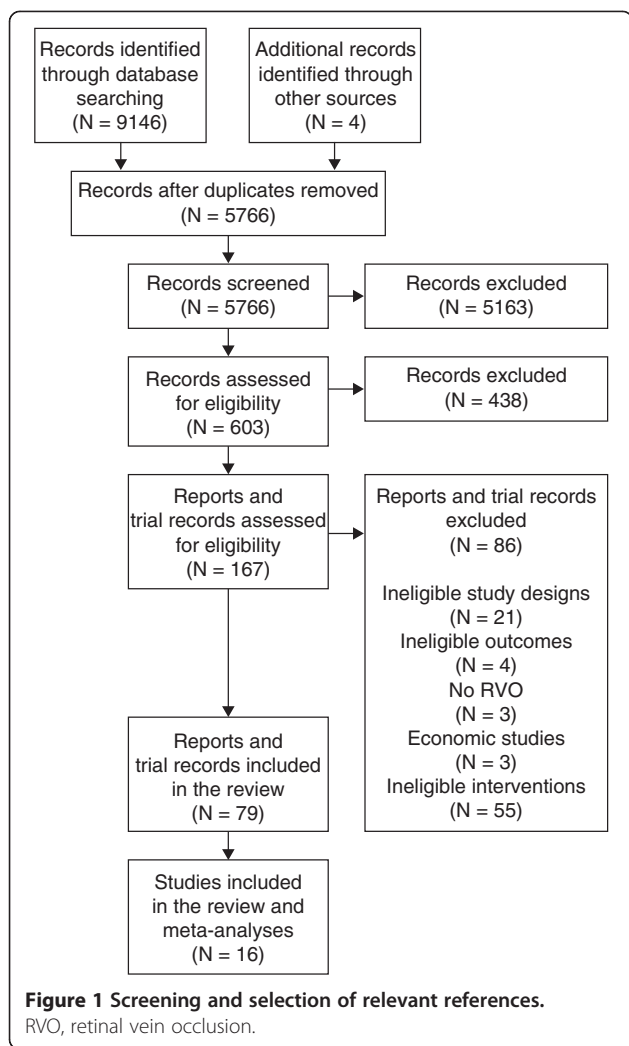 Records identified
through database
searching
(N = 9146)
Additional records
identified through
other sources
(N = 4)
Records after duplicates removed
(N = 5766)
Records screened
(N = 5766)
Records excluded
(N = 5163)
Records assessed
for eligibility
(N = 603)
Records excluded
(N = 438)
Reports and
trial records assessed
for eligibility
(N = 167)
Reports and trial records
excluded
(N = 86)
Ineligible study designs
(N = 21)
Ineligible outcomes
(N = 4)
No RVO
(N = 3)
Economic studies
(N = 3)
Ineligible interventions
(N = 55)
Reports and
trial records included
in the review
(N = 79)
Studies included
in the review and
meta-analyses
(N = 16)
Figure 1 Screening and selection of relevant references.
RVO, retinal vein occlusion.